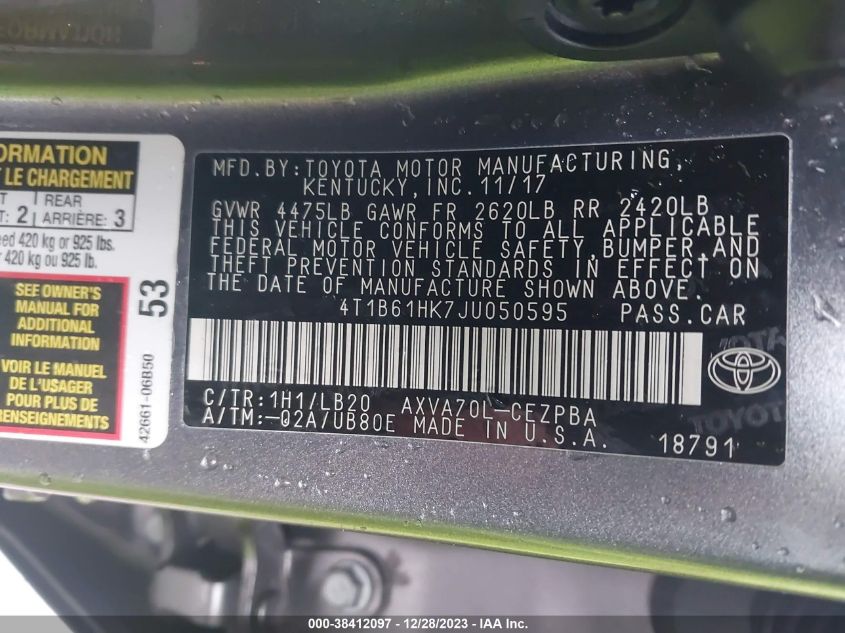 ORMATION
T LE CHARGEMENT
T REAR
T: 2 ARRIÈRE: 3
eed 420 kg or 925 lbs.
420 kg ou 925 lb.
SEE OWNER'S
MANUAL FOR
ADDITIONAL
INFORMATION
VOIR LE MANUEL
DE L'USAGER
POUR PLUS DE
RENSEIGNEMENTS
53
42661-06B50
MFD.BY:TOYOTA MOTOR MANUFACTURING,
KENTUCKY,INC.11/17
GVWR 4475LB GAWR FR 2620LB RR 2420LB
THIS VEHICLE CONFORMS TO ALL APPLICABLE
FEDERAL MOTOR VEHICLE SAFETY,BUMPER,AND
THEFT PREVENTION STANDARDS IN EFFECT ON
THE DATE OF MANUFACTURE SHOWN ABOVE.
4T1B61HK7JU050595 PASS.CAR
C/TR:1H1/LB20 AXVA70L-CEZPBA
A/TM:-02A/UB80E MADE IN U.S.A.
18791
TOYOTA
000-38412097 - 12/28/2023 - IAA Inc.